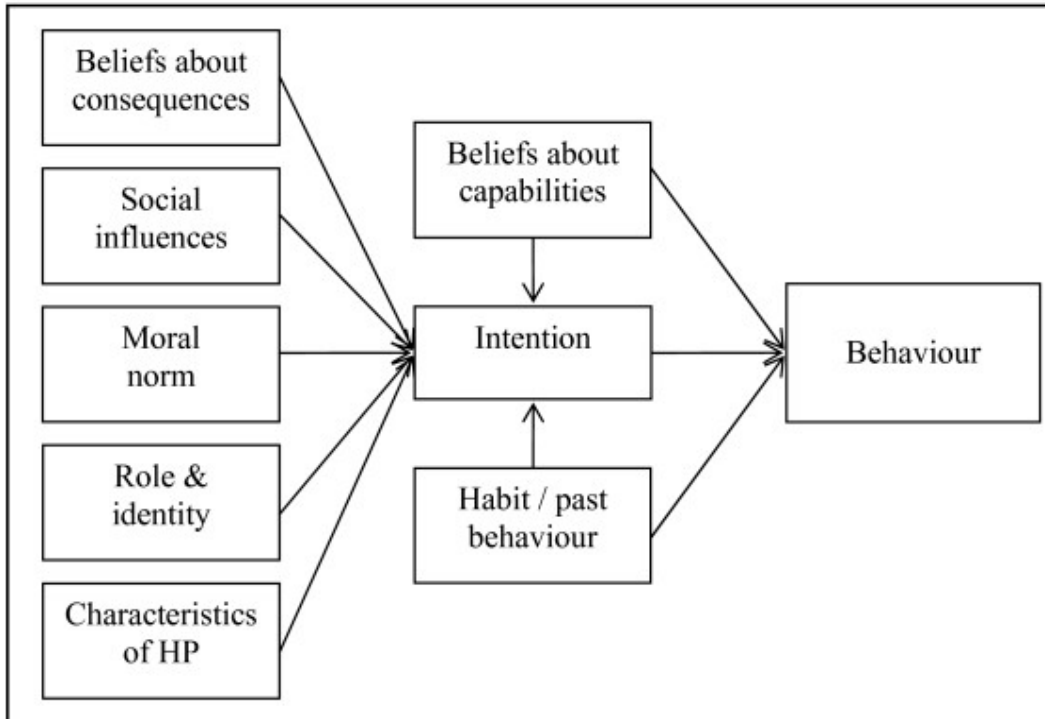 Beliefs about
consequences
Social
influences
Moral
norm
Role &
identity
Characteristics
of HP
Beliefs about
capabilities
Intention
Habit / past
behaviour
Behaviour